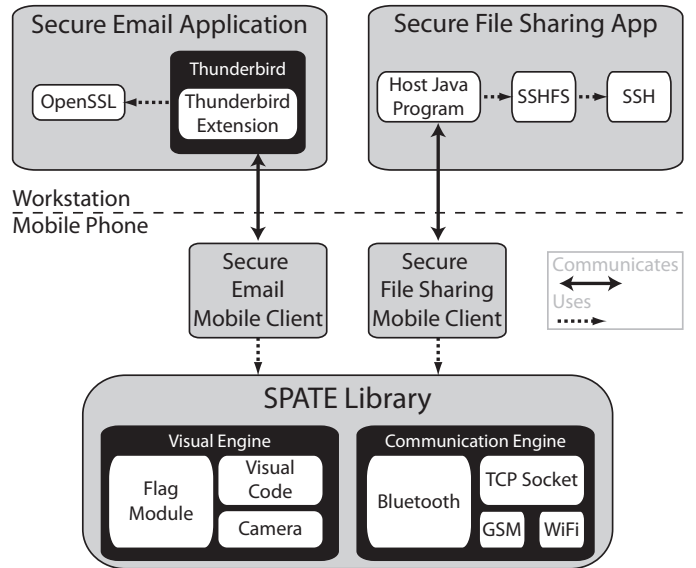 Secure Email Application
Thunderbird
OpenSSL
Thunderbird
Extension
Secure File Sharing App
Host Java
Program
SSHFS
SSH
Workstation
Mobile Phone
Secure
Email
Mobile Client
Secure
File Sharing
Mobile Client
Communicates
Uses
SPATE Library
Visual Engine
Flag
Module
Visual
Code
Camera
Communication Engine
Bluetooth
TCP Socket
GSM
WiFi